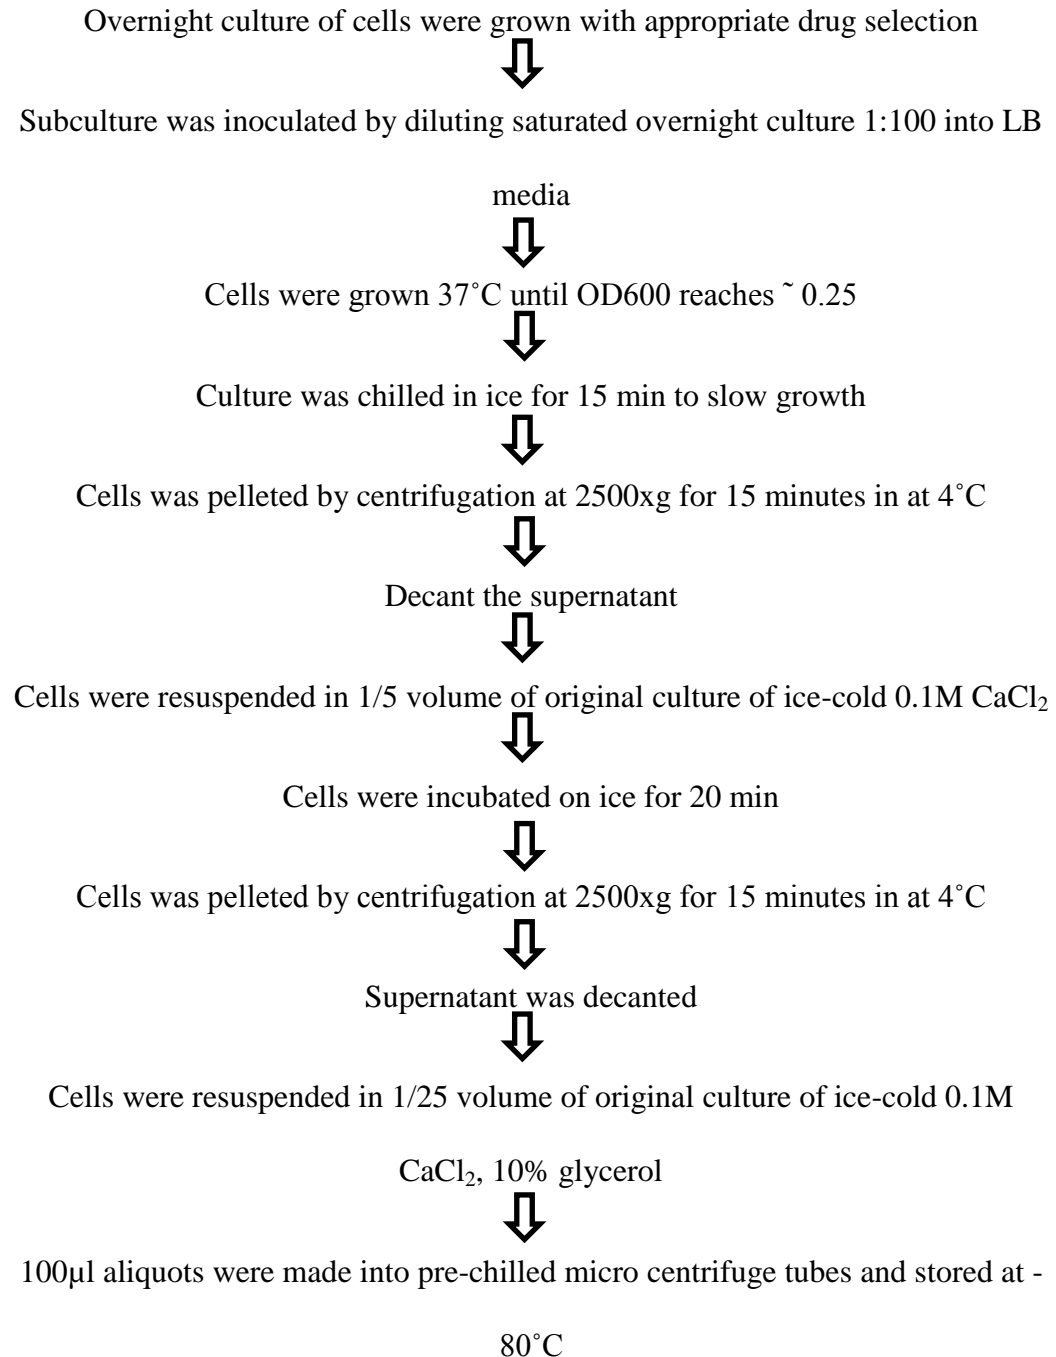 Overnight culture of cells were grown with appropriate drug selection
Subculture was inoculated by diluting saturated overnight culture 1:100 into LB
media
Cells were grown 37˚C until OD600 reaches ˜ 0.25
Culture was chilled in ice for 15 min to slow growth
Cells was pelleted by centrifugation at 2500xg for 15 minutes in at 4˚C
Decant the supernatant
Cells were resuspended in 1/5 volume of original culture of ice-cold 0.1M CaCl₂
Cells were incubated on ice for 20 min
Cells was pelleted by centrifugation at 2500xg for 15 minutes in at 4˚C
Supernatant was decanted
Cells were resuspended in 1/25 volume of original culture of ice-cold 0.1M
CaCl₂, 10% glycerol
100µl aliquots were made into pre-chilled micro centrifuge tubes and stored at -
80˚C